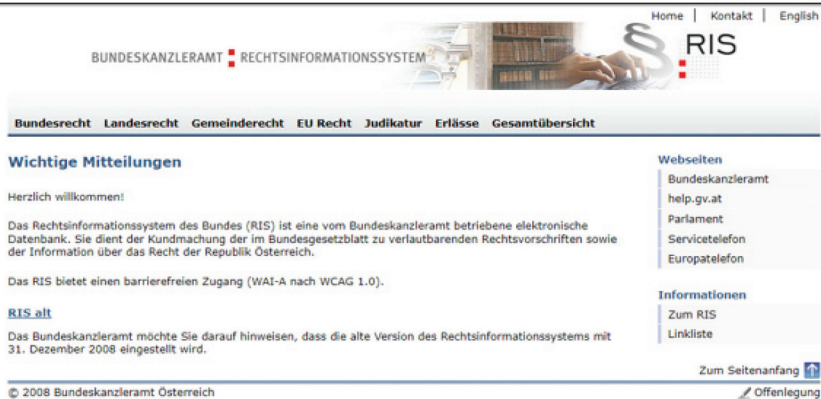 Home | Kontakt | English
BUNDESKANZLERAMT RECHTSINFORMATIONSSYSTEM
§ RIS
Bundesrecht Landesrecht Gemeinderecht EU Recht Judikatur Erlässe Gesamtübersicht
Wichtige Mitteilungen
Herzlich willkommen!
Das Rechtsinformationssystem des Bundes (RIS) ist eine vom Bundeskanzleramt betriebene elektronische
Datenbank. Sie dient der Kundmachung der im Bundesgesetzblatt zu verlautbarenden Rechtsvorschriften sowie
der Information über das Recht der Republik Österreich.
Das RIS bietet einen barrierefreien Zugang (WAI-A nach WCAG 1.0).
RIS alt
Das Bundeskanzleramt möchte Sie darauf hinweisen, dass die alte Version des Rechtsinformationssystems mit
31. Dezember 2008 eingestellt wird.
Webseiten
Bundeskanzleramt
help.gv.at
Parlament
Servicetelefon
Europatelefon
Informationen
Zum RIS
Linkliste
Zum Seitenanfang
© 2008 Bundeskanzleramt Österreich
Offenlegung